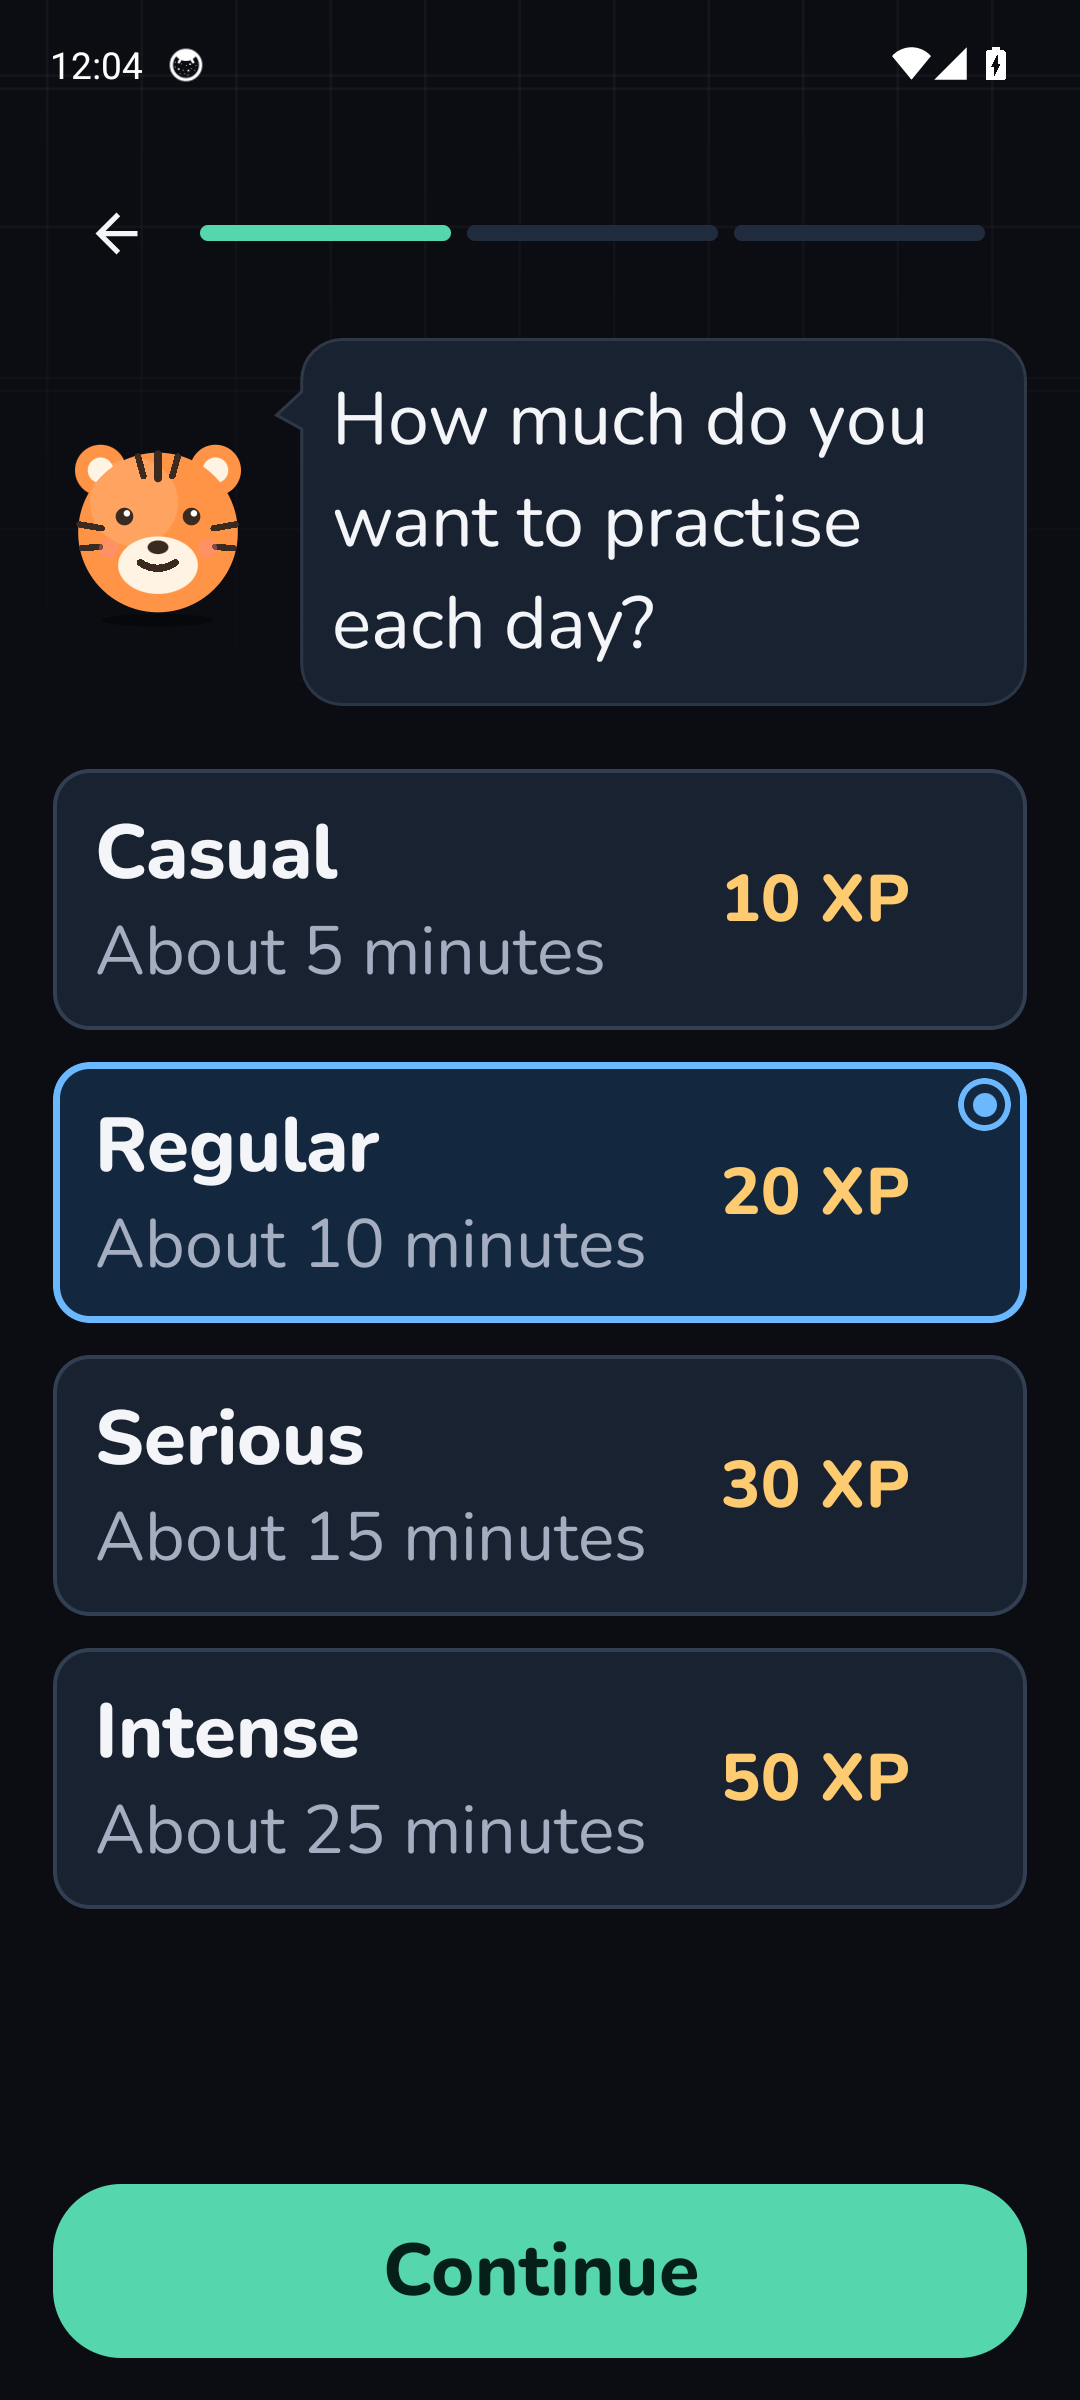 12:04
How much do you
want to practise
each day?
Casual
About 5 minutes
10 XP
Regular
About 10 minutes
20 XP
Serious
About 15 minutes
30 XP
Intense
About 25 minutes
50 XP
Continue